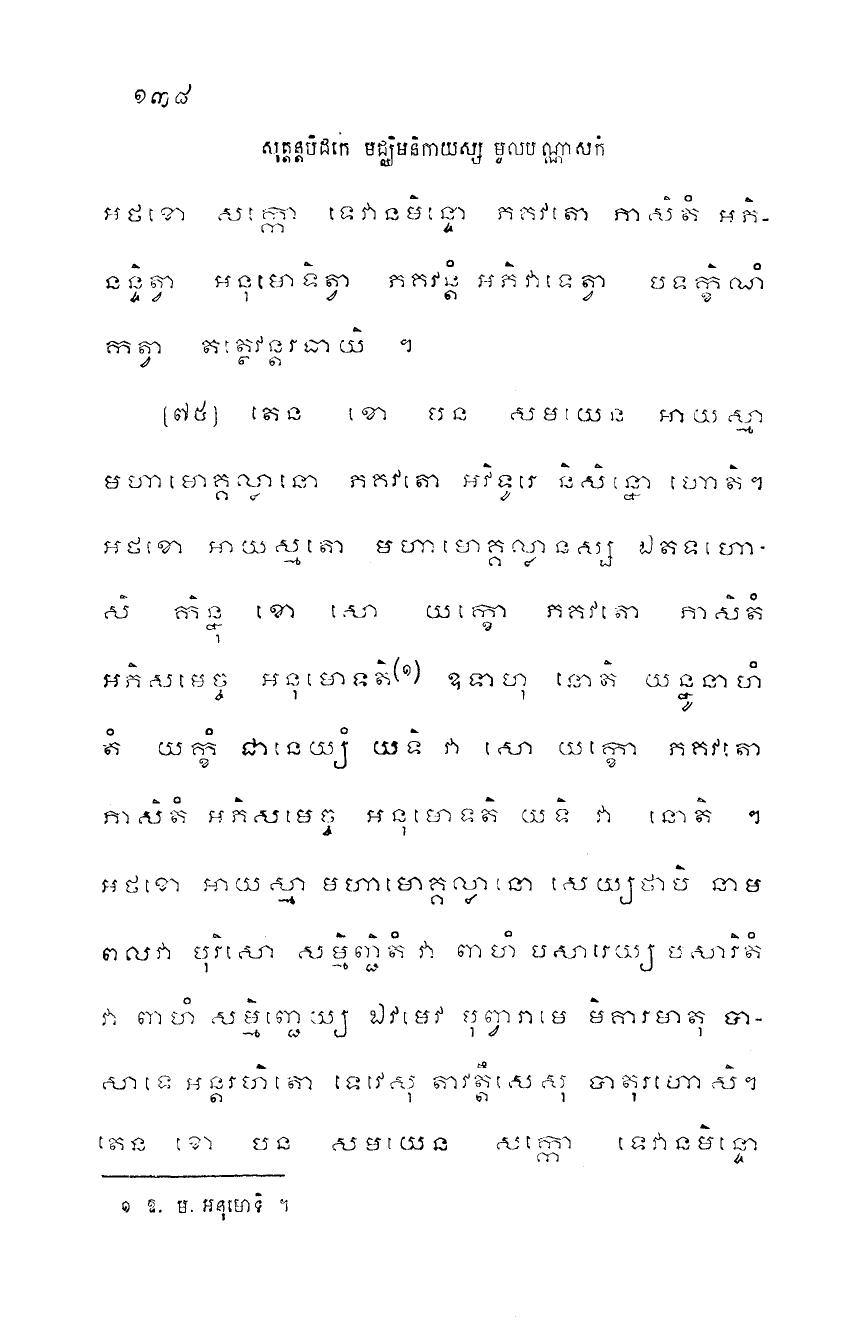 ១៣៨
សុត្តន្តបិដកេ មជ្ឈិមនិកាយស្ស មូលបណ្ណាសកំ
អថខោ សក្កោ ទេវានមិន្ទោ ភគវតោ ភាសិតំ អភិ-
នន្ទិត្វា អនុមោទិត្វា ភគវន្តំ អភិវាទេត្វា បទក្ខិណំ
កត្វា តត្ថេវន្តរធាយិ ។
[៧៥] តេន ខោ បន សមយេន អាយស្មា
មហាមោគ្គល្លានោ ភគវតោ អវិទូរេ និសិន្នោ ហោតិ។
អថខោ អាយស្មតោ មហាមោគ្គល្លានស្ស ឯតទហោ-
សិ កិន្នុ ខោ សោ យក្ខោ ភគវតោ ភាសិតំ
អភិសមេច្ច អនុមោទតិ(១) ឧទាហុ នោតិ យន្នូនាហំ
តំ យក្ខំ ជានេយ្យំ យទិ វា សោ យក្ខោ ភគវតោ
ភាសិតំ អភិសមេច្ច អនុមោទតិ យទិ វា នោតិ ។
អថខោ អាយស្មា មហាមោគ្គល្លានោ សេយ្យថាបិ នាម
ពលវា បុរិសោ សម្មិញ្ជិតំ វា ពាហំ បសារេយ្យ បសារិតំ
វា ពាហំ សម្មិញ្ជេយ្យ ឯវមេវ បុព្វារាមេ មិគារមាតុ បា-
សាទេ អន្តរហិតោ ទេវេសុ តាវត្តឹសេសុ បាតុរហោសិ។
តេន ខោ បន សមយេន សក្កោ ទេវានមិន្ទោ
១ ឱ. ម. អនុមោទិ ។